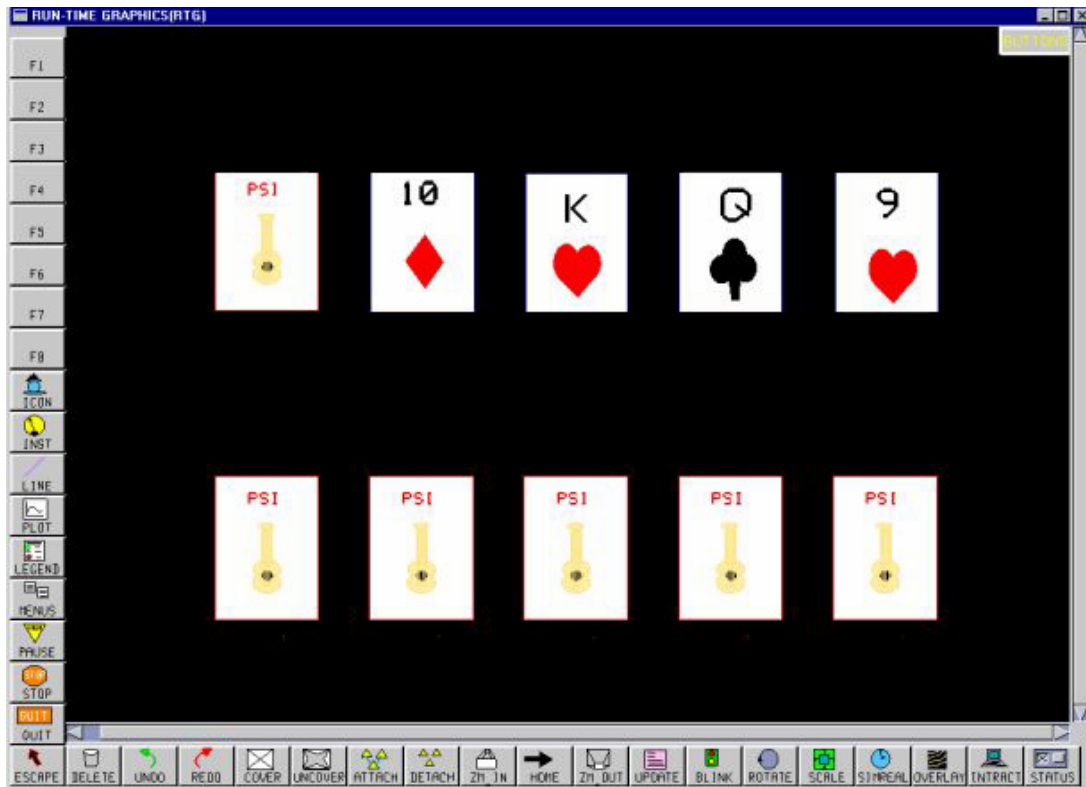 RUN-TIME GRAPHICS(RTG)
BUTTONS
F1
F2
F3
F4
F5
F6
F7
F8
ICON
INST
LINE
PLOT
LEGEND
MENUS
PAUSE
STOP
QUIT
QUIT
PSI
10
K
Q
9
PSI
PSI
PSI
PSI
PSI
ESCAPE DELETE UNDO REDO COVER UNCOVER ATTACH DETACH ZM_IN HOME ZM_OUT UPDATE BLINK ROTATE SCALE SIMREAL OVERLAY INTRACT STATUS